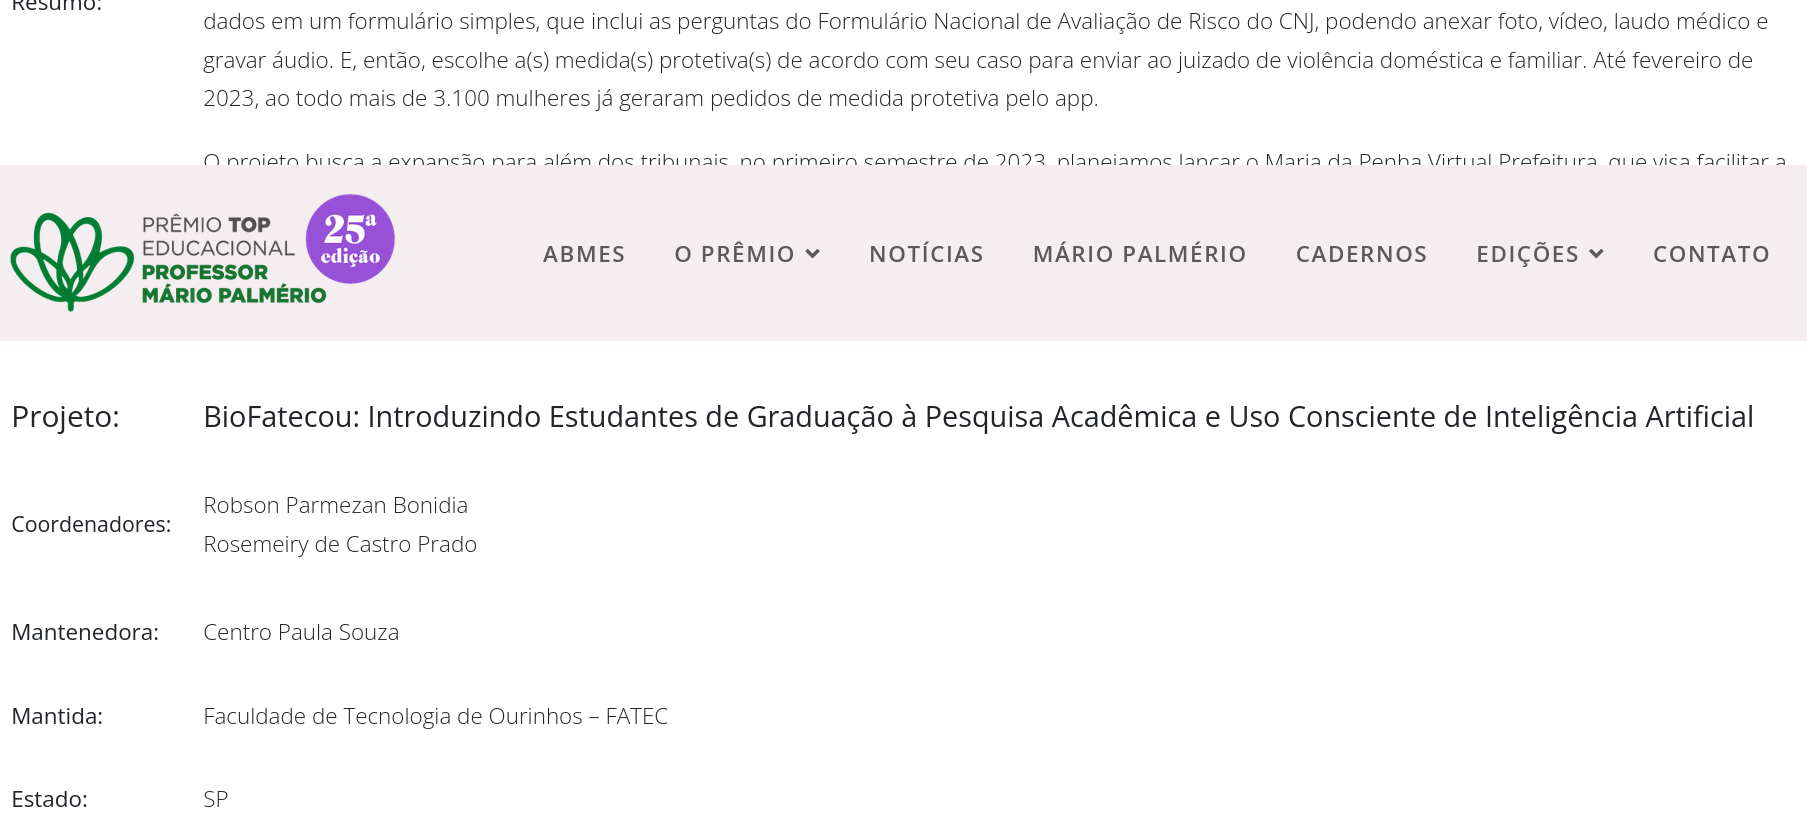 Resumo:
dados em um formulário simples, que inclui as perguntas do Formulário Nacional de Avaliação de Risco do CNJ, podendo anexar foto, vídeo, laudo médico e
gravar áudio. E, então, escolhe a(s) medida(s) protetiva(s) de acordo com seu caso para enviar ao juizado de violência doméstica e familiar. Até fevereiro de
2023, ao todo mais de 3.100 mulheres já geraram pedidos de medida protetiva pelo app.
O projeto busca a expansão para além dos tribunais, no primeiro semestre de 2023, planejamos lançar o Maria da Penha Virtual Prefeitura, que visa facilitar a
PRÊMIO TOP
EDUCACIONAL
PROFESSOR
MÁRIO PALMÉRIO
25ª
edição
ABMES
O PRÊMIO
NOTÍCIAS
MÁRIO PALMÉRIO
CADERNOS
EDIÇÕES
CONTATO
Projeto:
BioFatecou: Introduzindo Estudantes de Graduação à Pesquisa Acadêmica e Uso Consciente de Inteligência Artificial
Coordenadores:
Robson Parmezan Bonidia
Rosemeiry de Castro Prado
Mantenedora:
Centro Paula Souza
Mantida:
Faculdade de Tecnologia de Ourinhos – FATEC
Estado:
SP